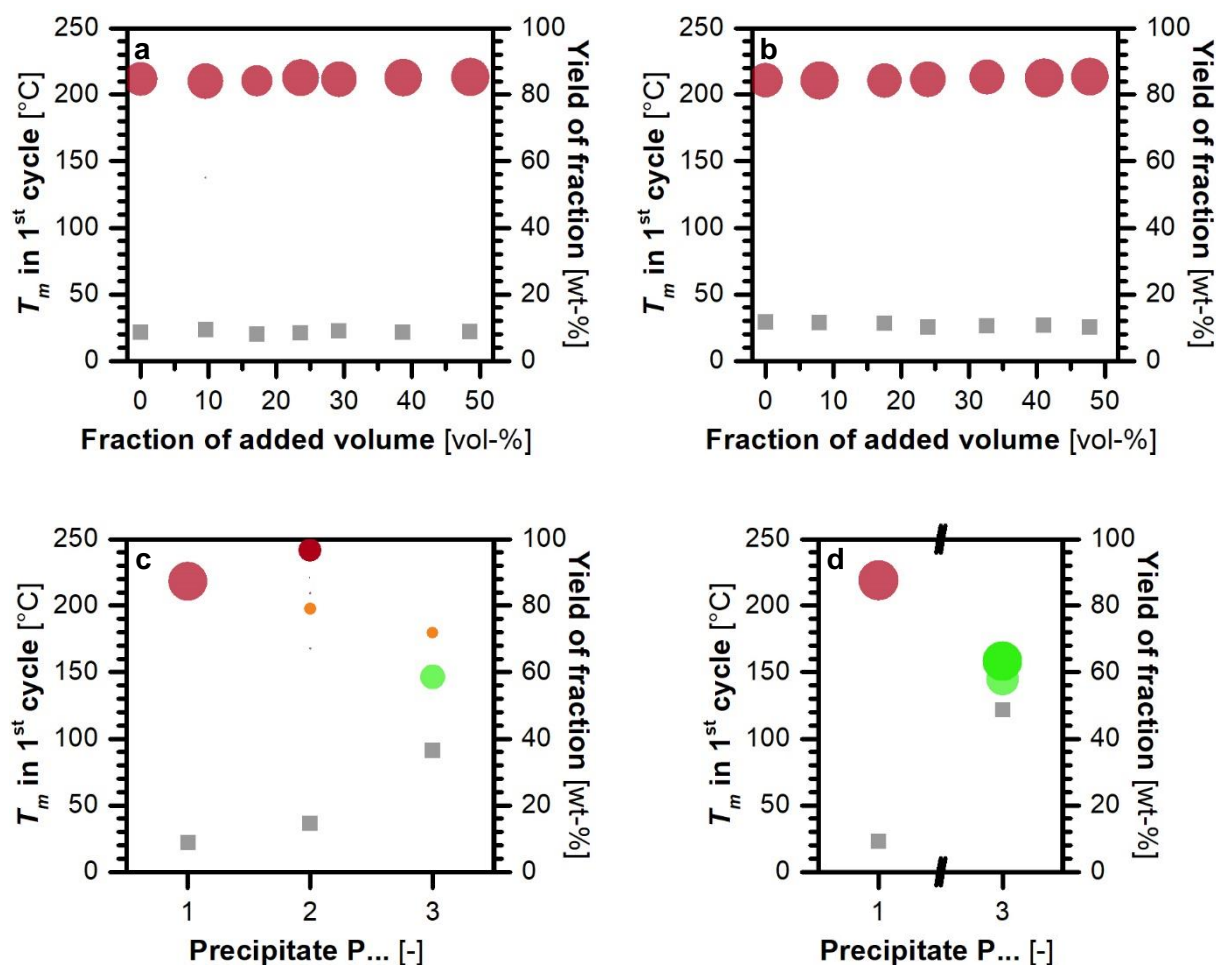 a
250
200
150
100
50
0
T_m in 1st cycle [°C]
100
80
60
40
20
0
Yield of fraction [wt-%]
0 10 20 30 40 50
Fraction of added volume [vol-%]
b
250
200
150
100
50
0
T_m in 1st cycle [°C]
100
80
60
40
20
0
Yield of fraction [wt-%]
0 10 20 30 40 50
Fraction of added volume [vol-%]
c
250
200
150
100
50
0
T_m in 1st cycle [°C]
100
80
60
40
20
0
Yield of fraction [wt-%]
1 2 3
Precipitate P... [-]
d
250
200
150
100
50
0
T_m in 1st cycle [°C]
100
80
60
40
20
0
Yield of fraction [wt-%]
1 3
Precipitate P... [-]